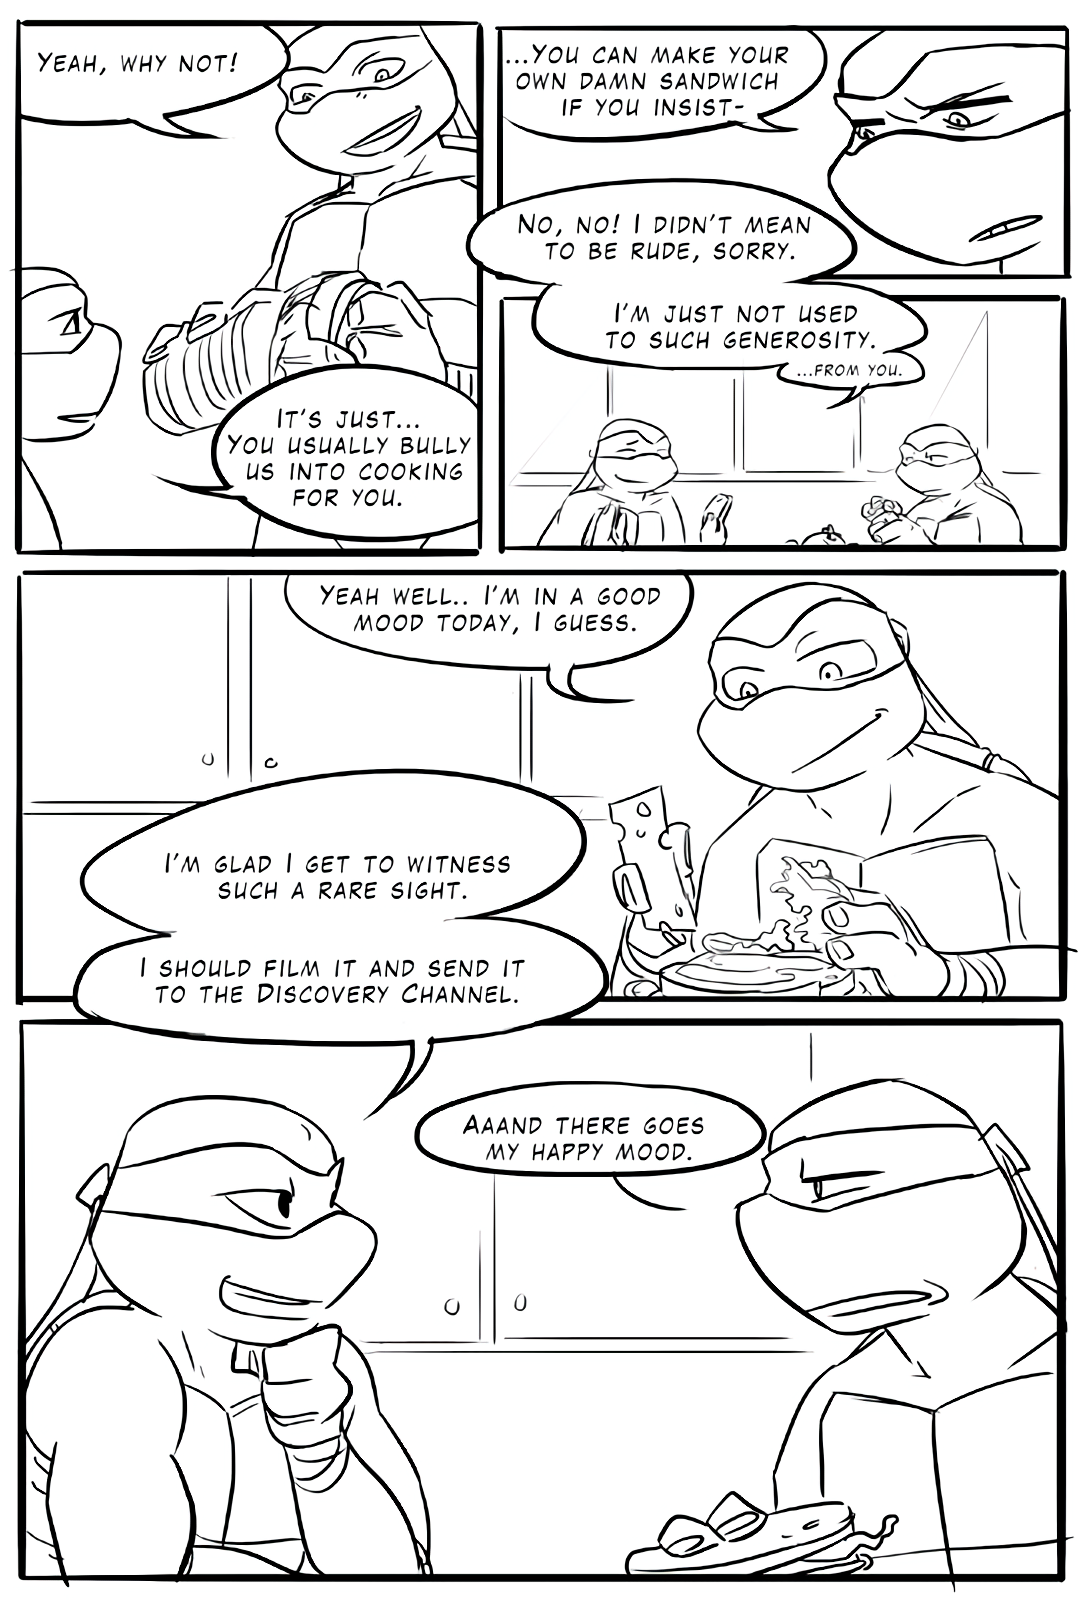 Yeah, why not!
It's just...
You usually bully
us into cooking
for you.
...You can make your
own damn sandwich
if you insist-
No, no! I didn't mean
to be rude, sorry.
I'm just not used
to such generosity.
...from you.
Yeah well.. I'm in a good
mood today, I guess.
I'm glad I get to witness
such a rare sight.
I should film it and send it
to the Discovery Channel.
Aaand there goes
my happy mood.